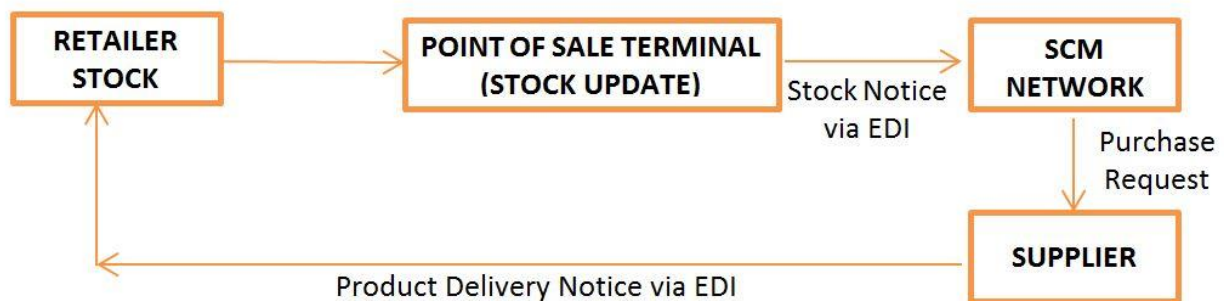 RETAILER
STOCK
POINT OF SALE TERMINAL
(STOCK UPDATE)
Stock Notice
via EDI
SCM
NETWORK
Purchase
Request
SUPPLIER
Product Delivery Notice via EDI